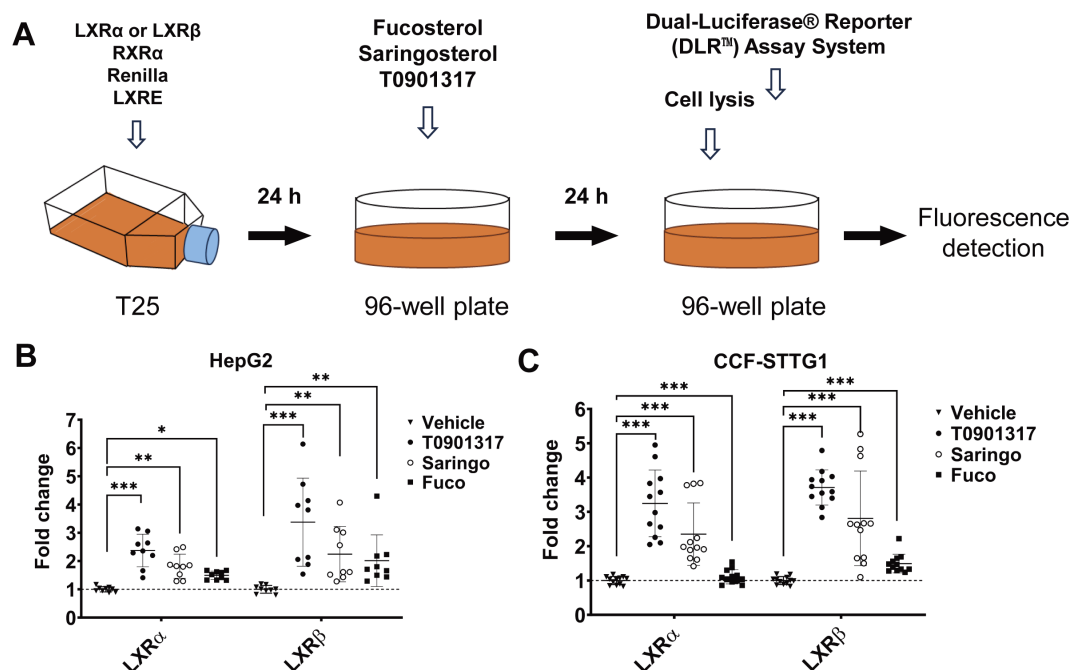 A
LXRα or LXRβ
RXRα
Renilla
LXRE
Fucosterol
Saringosterol
T0901317
Dual-Luciferase® Reporter
(DLR™) Assay System
Cell lysis
24 h
24 h
Fluorescence
detection
T25
96-well plate
96-well plate
B
HepG2
Fold change
7
6
5
4
3
2
1
0
***
**
*
***
**
**
LXRα
LXRβ
Vehicle
T0901317
Saringo
Fuco
C
CCF-STTG1
Fold change
6
5
4
3
2
1
0
***
***
***
***
***
***
LXRα
LXRβ
Vehicle
T0901317
Saringo
Fuco